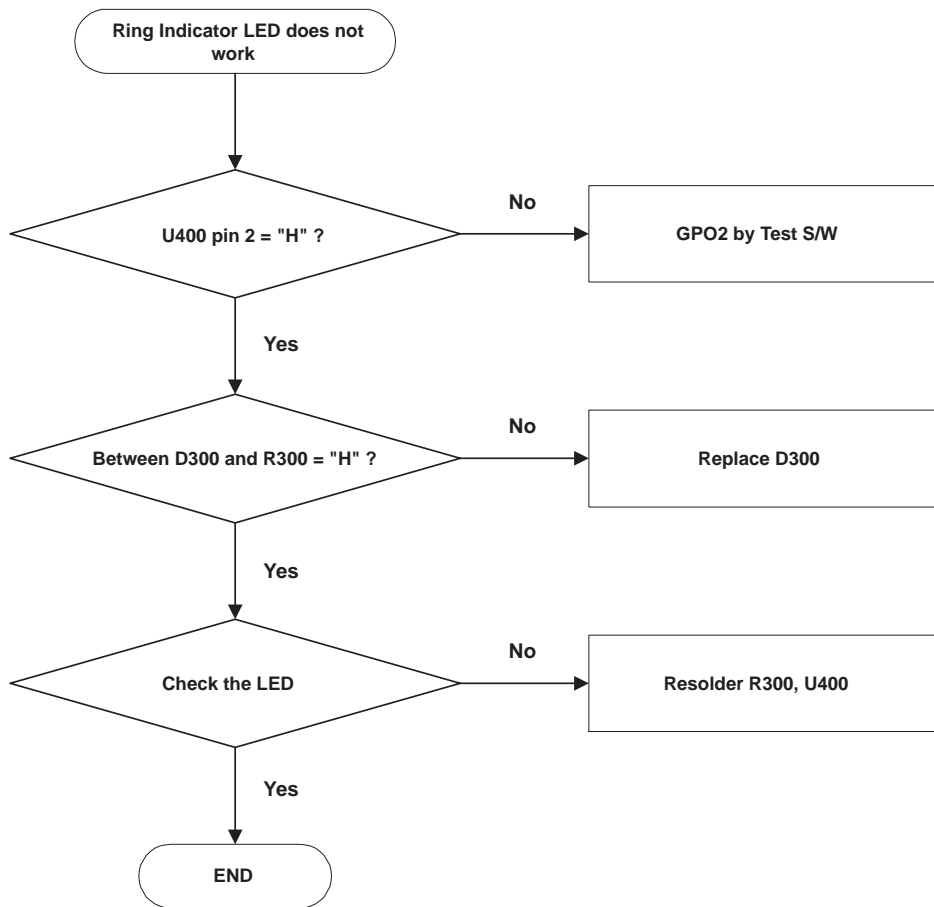 Ring Indicator LED does not
work
U400 pin 2 = "H" ?
No
GPO2 by Test S/W
Yes
Between D300 and R300 = "H" ?
No
Replace D300
Yes
Check the LED
No
Resolder R300, U400
Yes
END